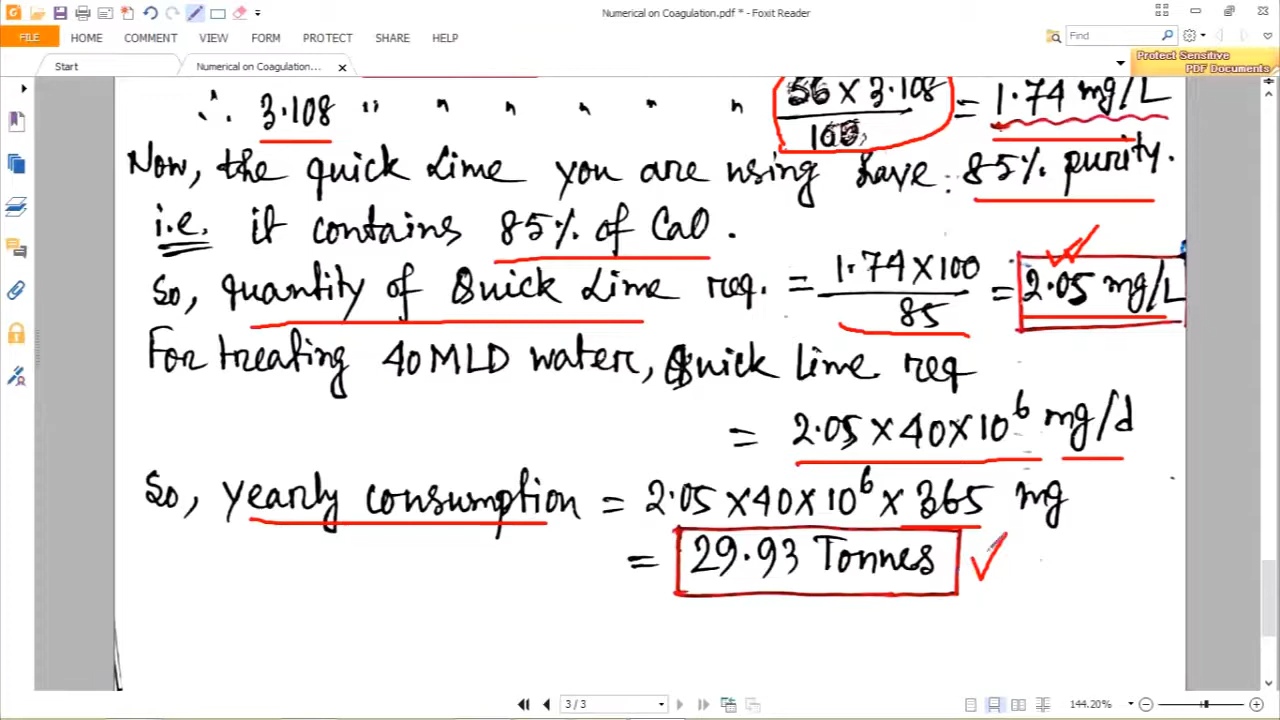 Numerical on Coagulation.pdf * - Foxit Reader
FILE HOME COMMENT VIEW FORM PROTECT SHARE HELP
Find
Protect Sensitive
PDF Documents
Start Numerical on Coagulation...
∴ 3.108 " " " " " " 56 × 3.108 / 100 = 1.74 mg/L
Now, the quick Lime you are using have 85% purity.
i.e. it contains 85% of CaO.
So, quantity of Quick Lime req. = 1.74 × 100 / 85 = 2.05 mg/L
For treating 40 MLD water, Quick Lime req
= 2.05 × 40 × 10⁶ mg/d
So, yearly consumption = 2.05 × 40 × 10⁶ × 365 mg
= 29.93 Tonnes ✓
3 / 3
144.20%